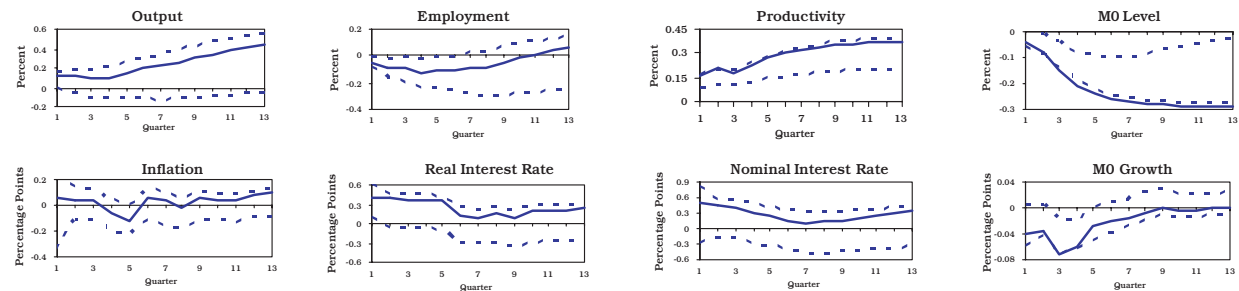 Output
Percent
0.6
0.4
0.2
0
-0.2
1 3 5 7 9 11 13
Quarter
Employment
Percent
0.2
0
-0.2
-0.4
1 3 5 7 9 11 13
Quarter
Productivity
Percent
0.45
0.3
0.15
0
1 3 5 7 9 11 13
Quarter
M0 Level
Percent
0
-0.1
-0.2
-0.3
1 3 5 7 9 11 13
Quarter
Inflation
Percentage Points
0.2
0
-0.2
-0.4
1 3 5 7 9 11 13
Quarter
Real Interest Rate
Percentage Points
0.6
0.3
0
-0.3
-0.6
1 3 5 7 9 11 13
Quarter
Nominal Interest Rate
Percentage Points
0.9
0.6
0.3
0
-0.3
-0.6
1 3 5 7 9 11 13
Quarter
M0 Growth
Percentage Points
0.04
0
-0.04
-0.08
1 3 5 7 9 11 13
Quarter